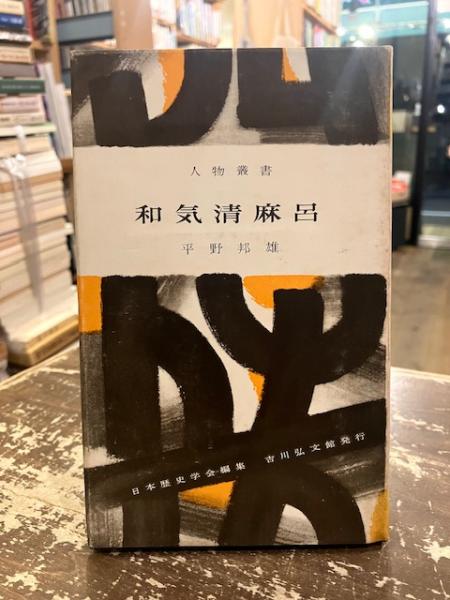 人物叢書
和気清麻呂
平野邦雄
日本歴史学会編集 吉川弘文館発行